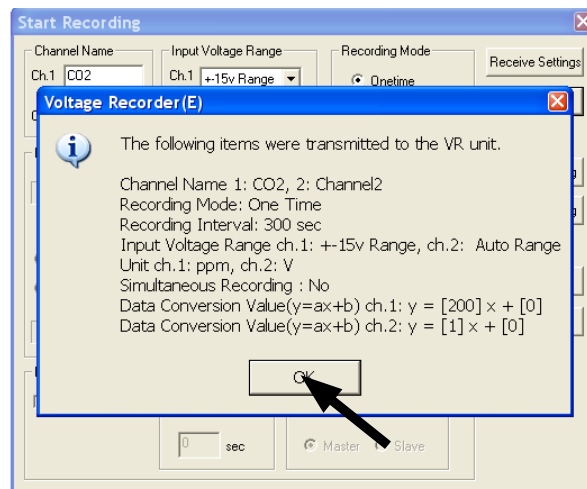 Start Recording
Channel Name
Input Voltage Range
Recording Mode
Receive Settings
Ch.1 CO2
Ch.1 +-15v Range
Onetime
Voltage Recorder(E)
The following items were transmitted to the VR unit.
Channel Name 1: CO2, 2: Channel2
Recording Mode: One Time
Recording Interval: 300 sec
Input Voltage Range ch.1: +-15v Range, ch.2: Auto Range
Unit ch.1: ppm, ch.2: V
Simultaneous Recording : No
Data Conversion Value(y=ax+b) ch.1: y = [200] x + [0]
Data Conversion Value(y=ax+b) ch.2: y = [1] x + [0]
OK
0 sec
Master
Slave